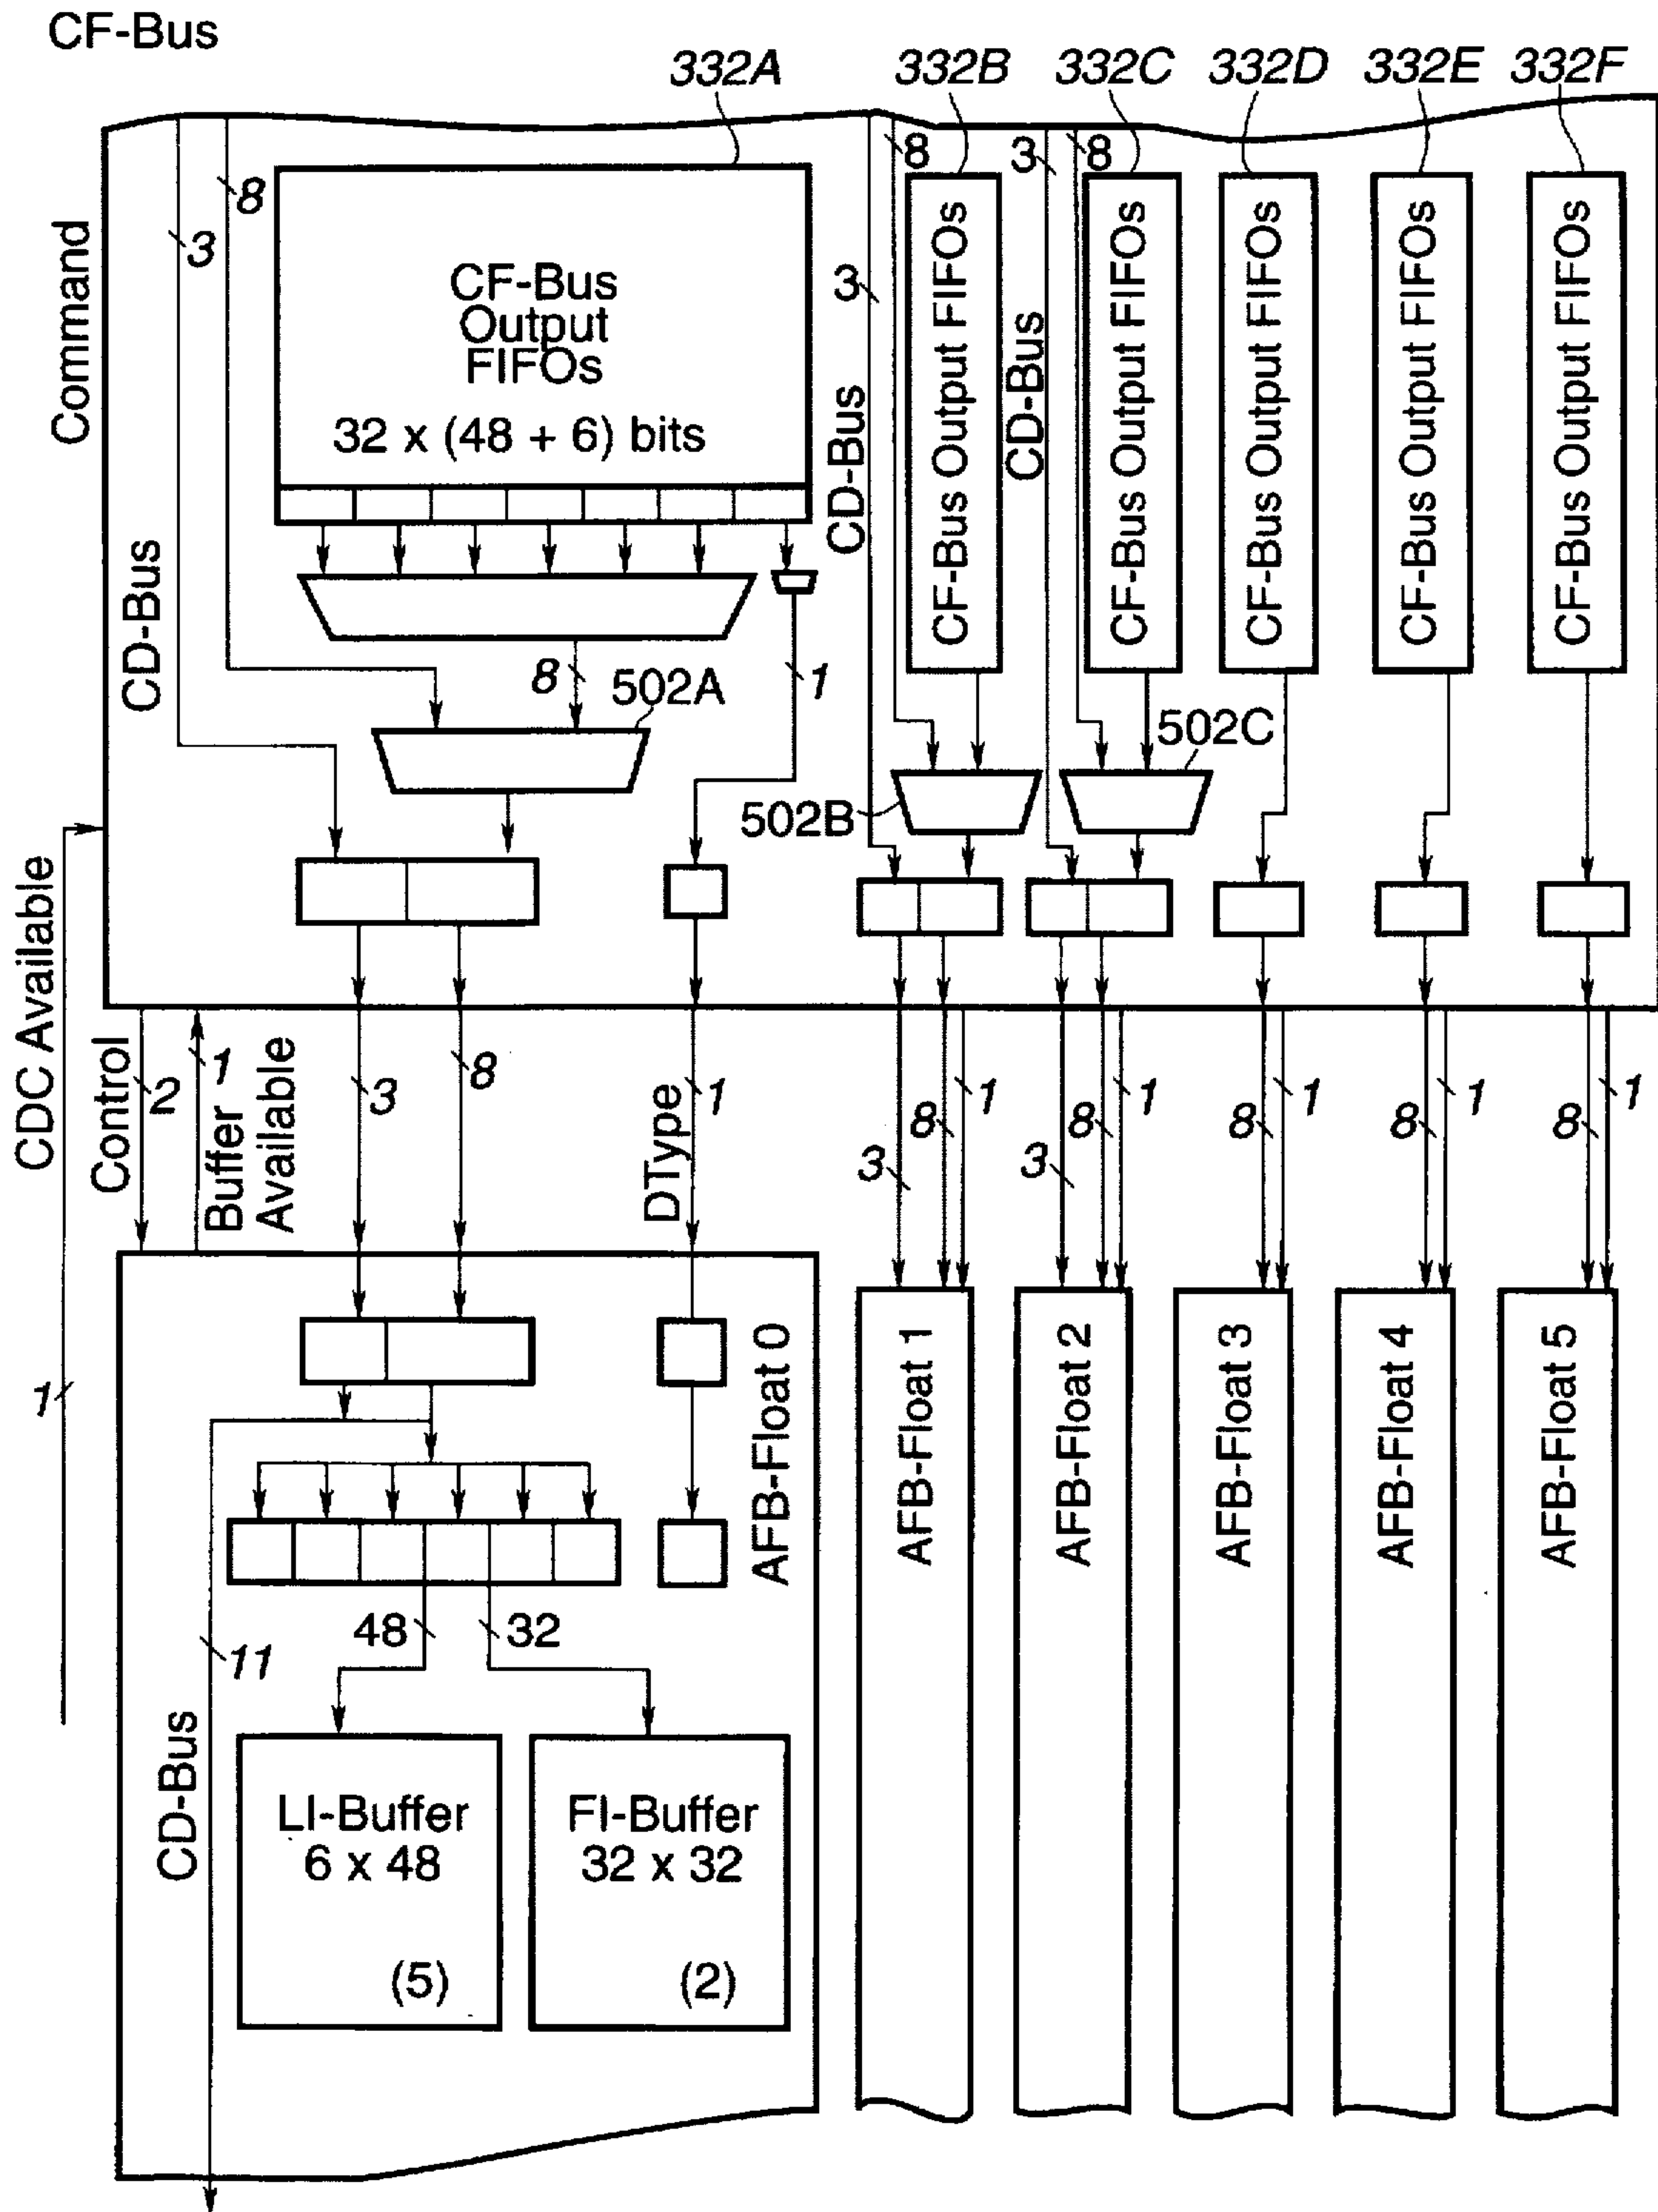 CF-Bus
332A
332B
332C
332D
332E
332F
Command
3
8
CF-Bus
Output
FIFOs
32 x (48 + 6) bits
CD-Bus
8
502A
1
3
8
CD-Bus
CF-Bus Output FIFOs
502B
3
8
CD-Bus
CF-Bus Output FIFOs
502C
CF-Bus Output FIFOs
CF-Bus Output FIFOs
CF-Bus Output FIFOs
CDC Available
1
Control
2
1
Buffer
Available
3
8
DType
1
3
8
1
3
8
1
8
1
8
1
8
1
AFB-Float 0
48
32
11
CD-Bus
LI-Buffer
6 x 48
(5)
FI-Buffer
32 x 32
(2)
AFB-Float 1
AFB-Float 2
AFB-Float 3
AFB-Float 4
AFB-Float 5